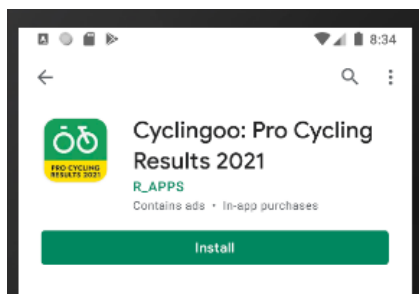 8:34
Cyclingoo: Pro Cycling
Results 2021
PRO CYCLING
RESULTS 2021
R_APPS
Contains ads • In-app purchases
Install